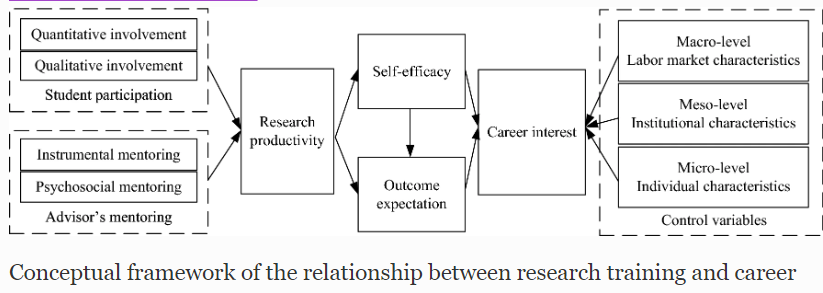 Quantitative involvement
Qualitative involvement
Student participation
Instrumental mentoring
Psychosocial mentoring
Advisor's mentoring
Research
productivity
Self-efficacy
Outcome
expectation
Career interest
Macro-level
Labor market characteristics
Meso-level
Institutional characteristics
Micro-level
Individual characteristics
Control variables
Conceptual framework of the relationship between research training and career